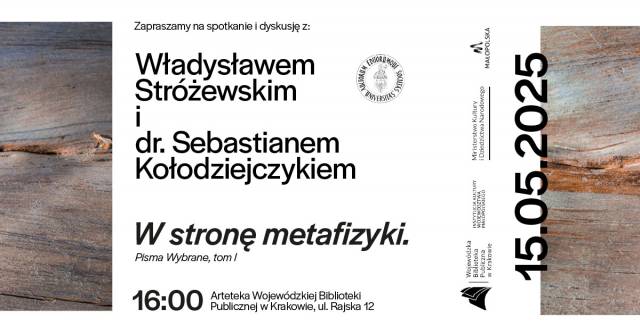 Zapraszamy na spotkanie i dyskusję z:
Władysławem
Stróżewskim
i
dr. Sebastianem
Kołodziejczykiem
W stronę metafizyki.
Pisma Wybrane, tom I
16:00
Arteteka Wojewódzkiej Biblioteki
Publicznej w Krakowie, ul. Rajska 12
MAŁOPOLSKA
Ministerstwo Kultury
i Dziedzictwa Narodowego
INSTYTUCJA KULTURY
WOJEWÓDZTWA
MAŁOPOLSKIEGO
Wojewódzka
Biblioteka
Publiczna
w Krakowie
15.05.2025